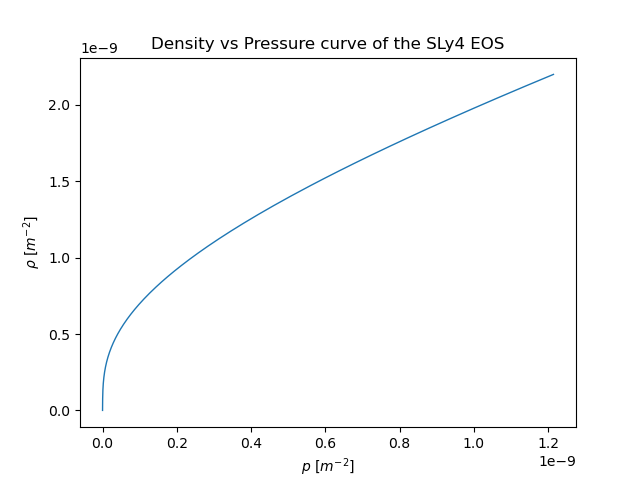 Density vs Pressure curve of the SLy4 EOS
1e−9
2.0
1.5
1.0
0.5
0.0
ρ [m⁻²]
0.0 0.2 0.4 0.6 0.8 1.0 1.2
1e−9
p [m⁻²]